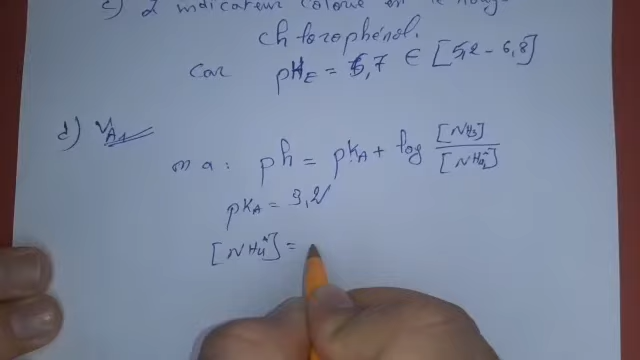 c) L'indicateur coloré est le rouge
chlorophénol.
Car pHE = 5,7 ∈ [5,2 - 6,8]
d) VA1
on a : ph = pKA + log [NH3] / [NH4+]
pKA = 9,2
[NH4+] =